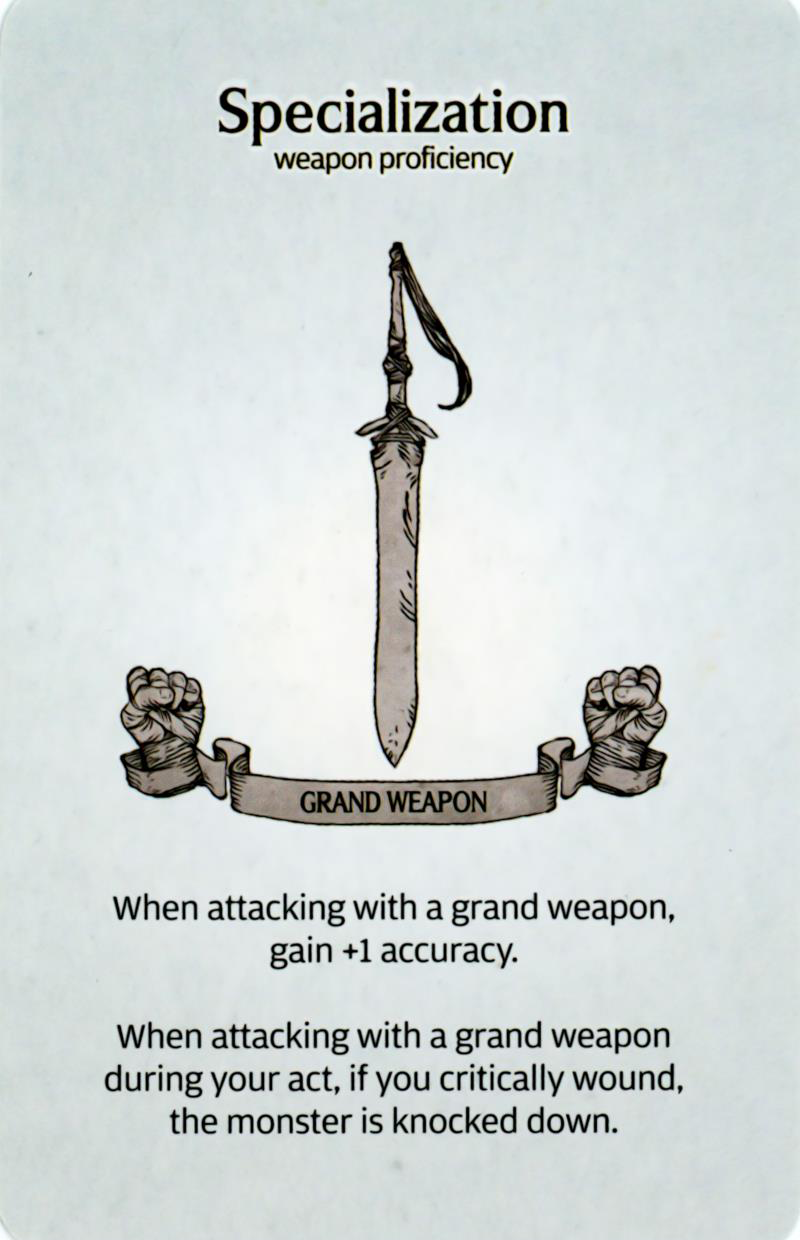 Specialization
weapon proficiency
GRAND WEAPON
When attacking with a grand weapon,
gain +1 accuracy.
When attacking with a grand weapon
during your act, if you critically wound,
the monster is knocked down.